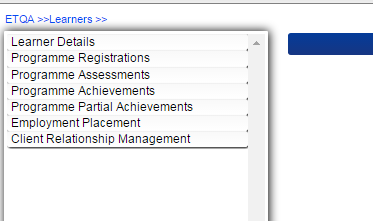 ETQA >>Learners >>
Learner Details
Programme Registrations
Programme Assessments
Programme Achievements
Programme Partial Achievements
Employment Placement
Client Relationship Management